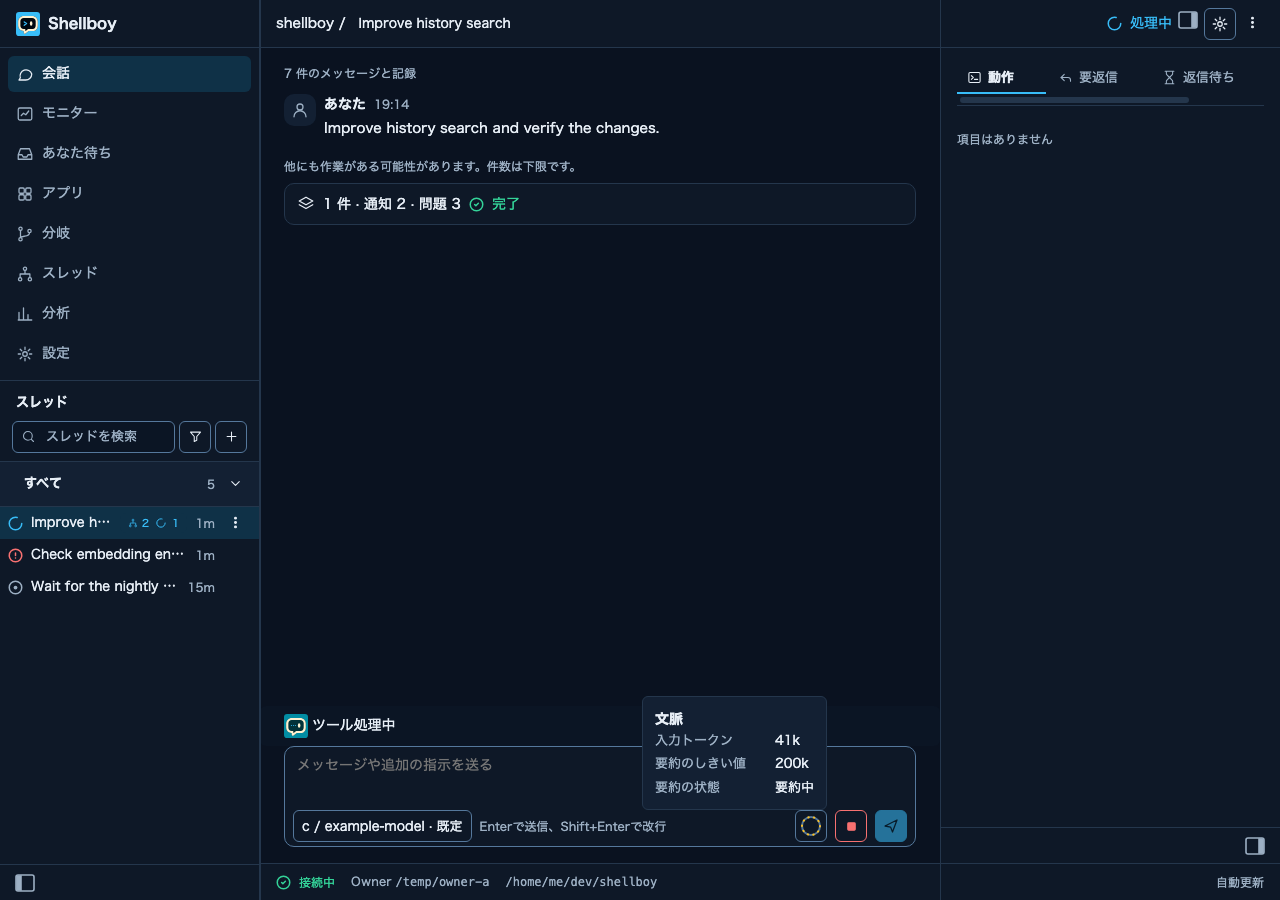 Shellboy
会話
モニター
あなた待ち
アプリ
分岐
スレッド
分析
設定
スレッド
スレッドを検索
すべて 5
Improve h··· 2 1 1m
Check embedding en··· 1m
Wait for the nightly ··· 15m
shellboy / Improve history search
処理中
7 件のメッセージと記録
あなた 19:14
Improve history search and verify the changes.
他にも作業がある可能性があります。件数は下限です。
1 件 · 通知 2 · 問題 3 完了
ツール処理中
メッセージや追加の指示を送る
文脈
入力トークン 41k
要約のしきい値 200k
要約の状態 要約中
c / example-model · 既定 Enterで送信、Shift+Enterで改行
接続中 Owner /temp/owner-a /home/me/dev/shellboy
動作 要返信 返信待ち
項目はありません
自動更新